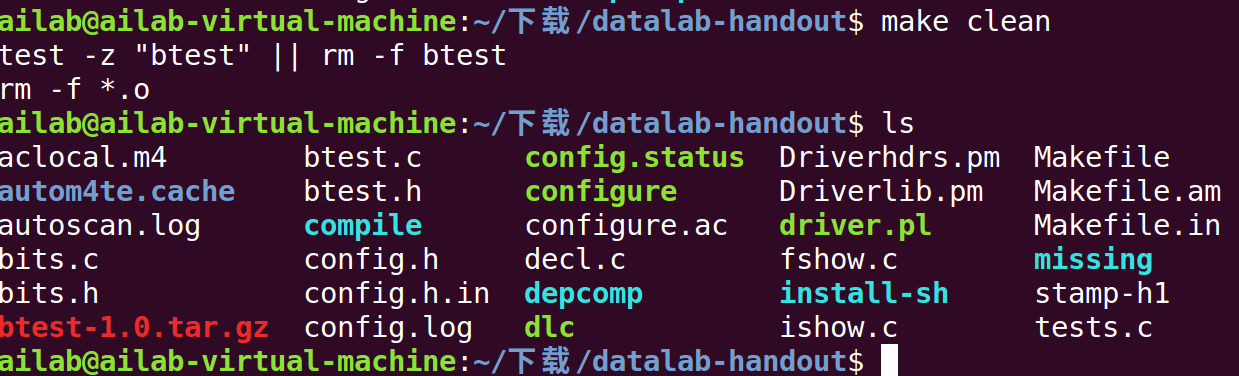 ailab@ailab-virtual-machine:~/下载/datalab-handout$ make clean
test -z "btest" || rm -f btest
rm -f *.o
ailab@ailab-virtual-machine:~/下载/datalab-handout$ ls
aclocal.m4 btest.c config.status Driverhdrs.pm Makefile
autom4te.cache btest.h configure Driverlib.pm Makefile.am
autoscan.log compile configure.ac driver.pl Makefile.in
bits.c config.h decl.c fshow.c missing
bits.h config.h.in depcomp install-sh stamp-h1
btest-1.0.tar.gz config.log dlc ishow.c tests.c
ailab@ailab-virtual-machine:~/下载/datalab-handout$